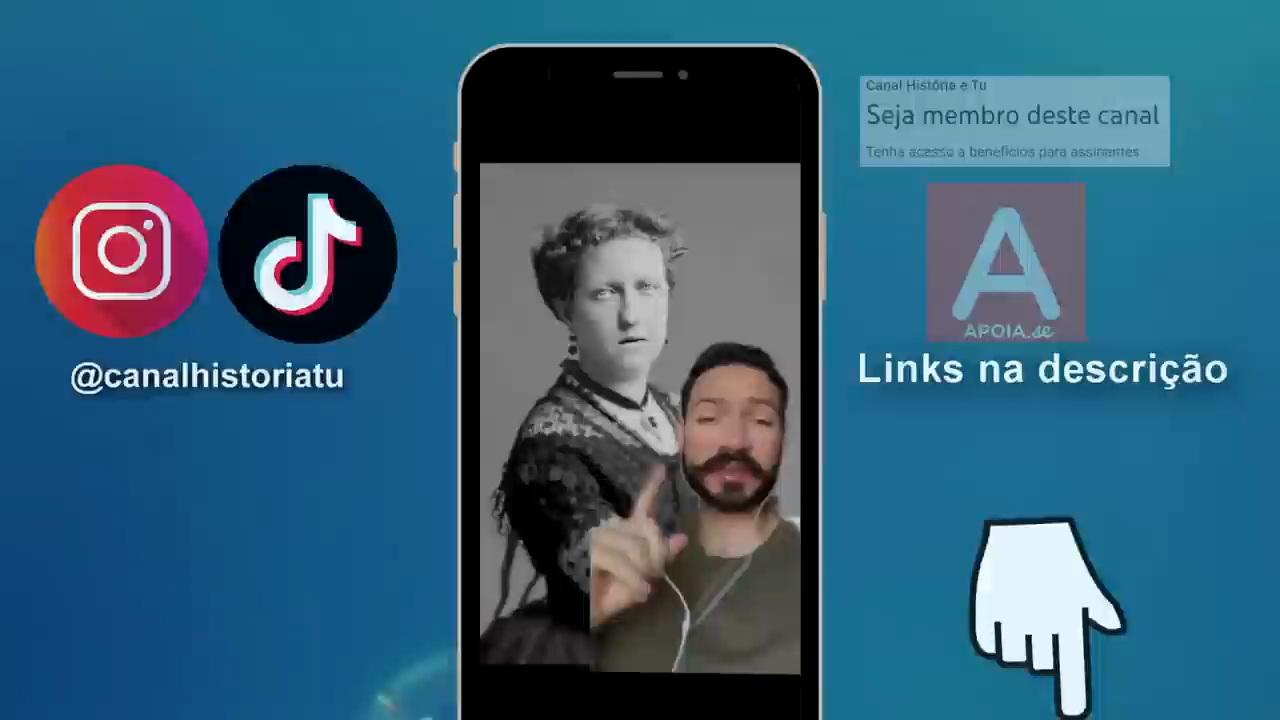 Canal História e Tu
Seja membro deste canal
Tenha acesso a benefícios para assinantes
APOIA.se
Links na descrição
@canalhistoriatu